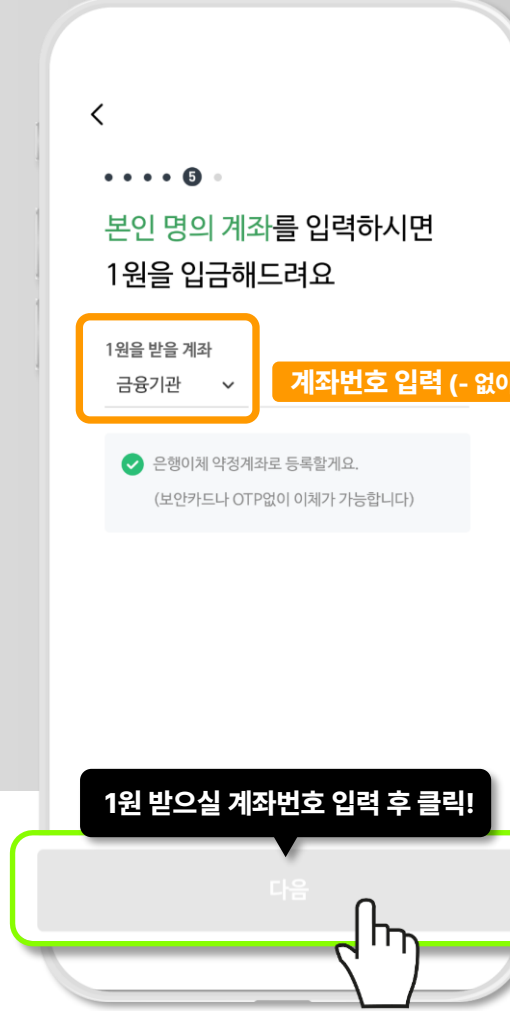 5
본인 명의 계좌를 입력하시면
1원을 입금해드려요
1원을 받을 계좌
금융기관
계좌번호 입력 (- 없이
은행이체 약정계좌로 등록할게요.
(보안카드나 OTP없이 이체가 가능합니다)
1원 받으실 계좌번호 입력 후 클릭!
다음